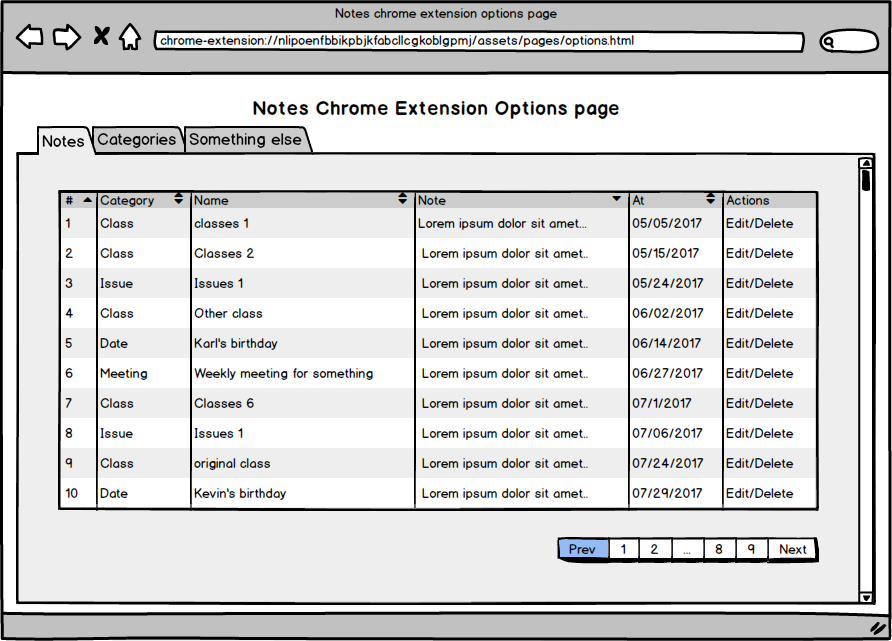 Notes chrome extension options page
chrome-extension://nlipoenfbbikpbjkfabcllcgkoblgpmj/assets/pages/options.html
Notes Chrome Extension Options page
Notes Categories Something else
# Category Name Note At Actions
1 Class classes 1 Lorem ipsum dolor sit amet... 05/05/2017 Edit/Delete
2 Class Classes 2 Lorem ipsum dolor sit amet.. 05/15/2017 Edit/Delete
3 Issue Issues 1 Lorem ipsum dolor sit amet.. 05/24/2017 Edit/Delete
4 Class Other class Lorem ipsum dolor sit amet.. 06/02/2017 Edit/Delete
5 Date Karl's birthday Lorem ipsum dolor sit amet.. 06/14/2017 Edit/Delete
6 Meeting Weekly meeting for something Lorem ipsum dolor sit amet.. 06/27/2017 Edit/Delete
7 Class Classes 6 Lorem ipsum dolor sit amet.. 07/1/2017 Edit/Delete
8 Issue Issues 1 Lorem ipsum dolor sit amet.. 07/06/2017 Edit/Delete
9 Class original class Lorem ipsum dolor sit amet.. 07/24/2017 Edit/Delete
10 Date Kevin's birthday Lorem ipsum dolor sit amet.. 07/29/2017 Edit/Delete
Prev 1 2 ... 8 9 Next